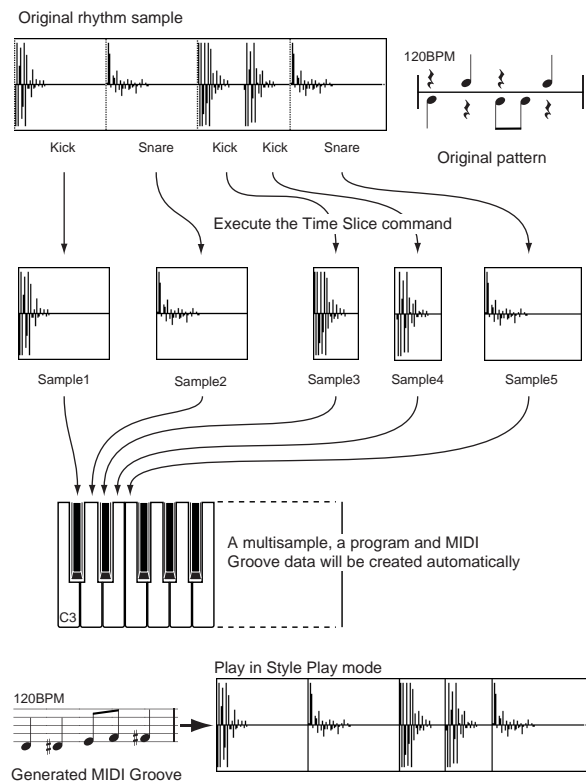 Original rhythm sample
120BPM
Kick Snare Kick Kick Snare
Original pattern
Execute the Time Slice command
Sample1 Sample2 Sample3 Sample4 Sample5
A multisample, a program and MIDI
Groove data will be created automatically
C3
Play in Style Play mode
120BPM
Generated MIDI Groove